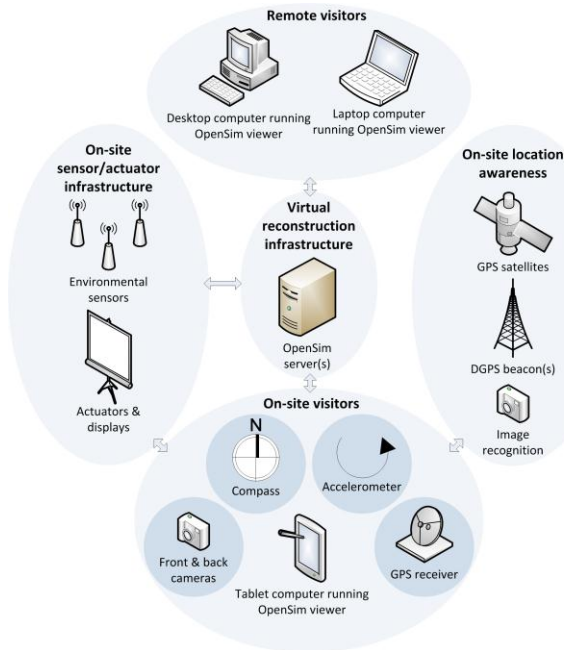 Remote visitors
Desktop computer running
OpenSim viewer
Laptop computer
running OpenSim viewer
On-site
sensor/actuator
infrastructure
Environmental
sensors
Actuators &
displays
Virtual
reconstruction
infrastructure
OpenSim
server(s)
On-site location
awareness
GPS satellites
DGPS beacon(s)
Image
recognition
On-site visitors
N
Compass
Accelerometer
Front & back
cameras
Tablet computer running
OpenSim viewer
GPS receiver